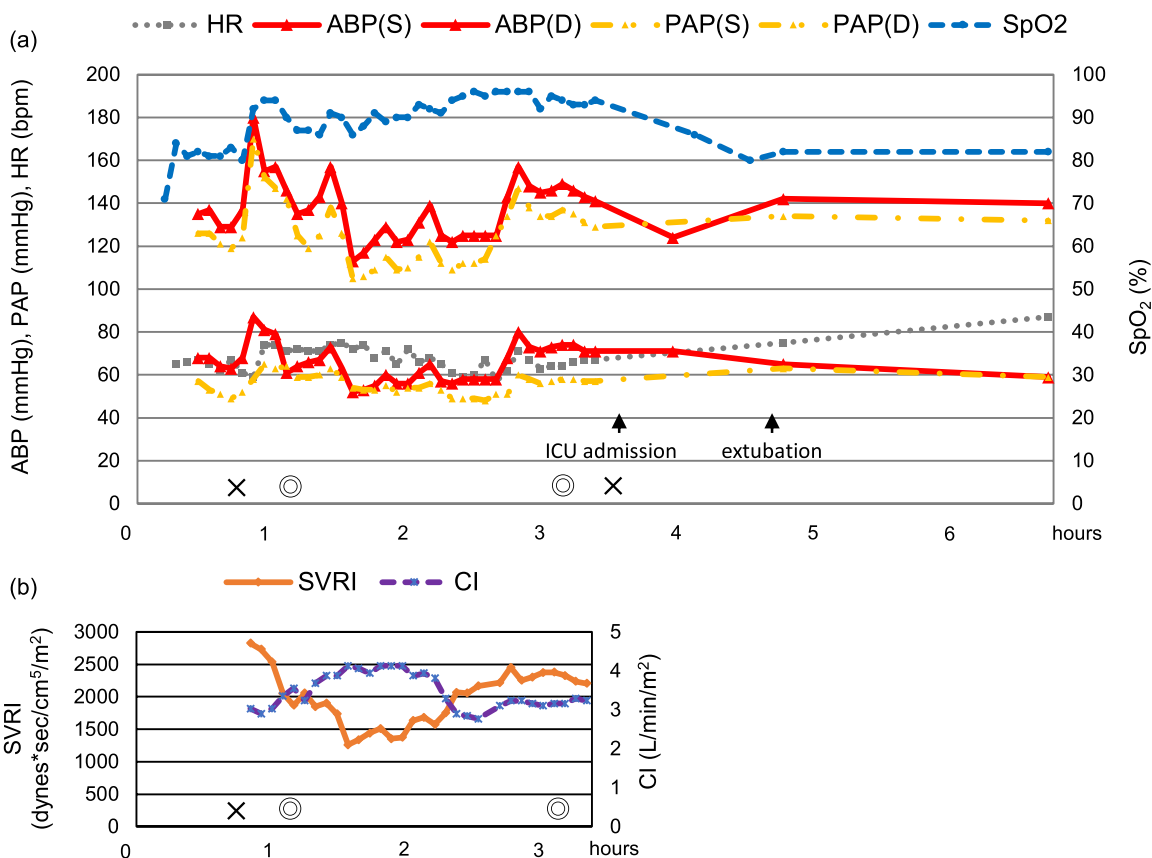 (a)
HR ABP(S) ABP(D) PAP(S) PAP(D) SpO2
ABP (mmHg), PAP (mmHg), HR (bpm)
200
180
160
140
120
100
80
60
40
20
0
100
90
80
70
60
50
40
30
20
10
0
SpO₂ (%)
ICU admission
extubation
0 1 2 3 4 5 6 hours
(b)
SVRI CI
SVRI
(dynes*sec/cm⁵/m²)
3000
2500
2000
1500
1000
500
0
5
4
3
2
1
0
CI (L/min/m²)
0 1 2 3 hours